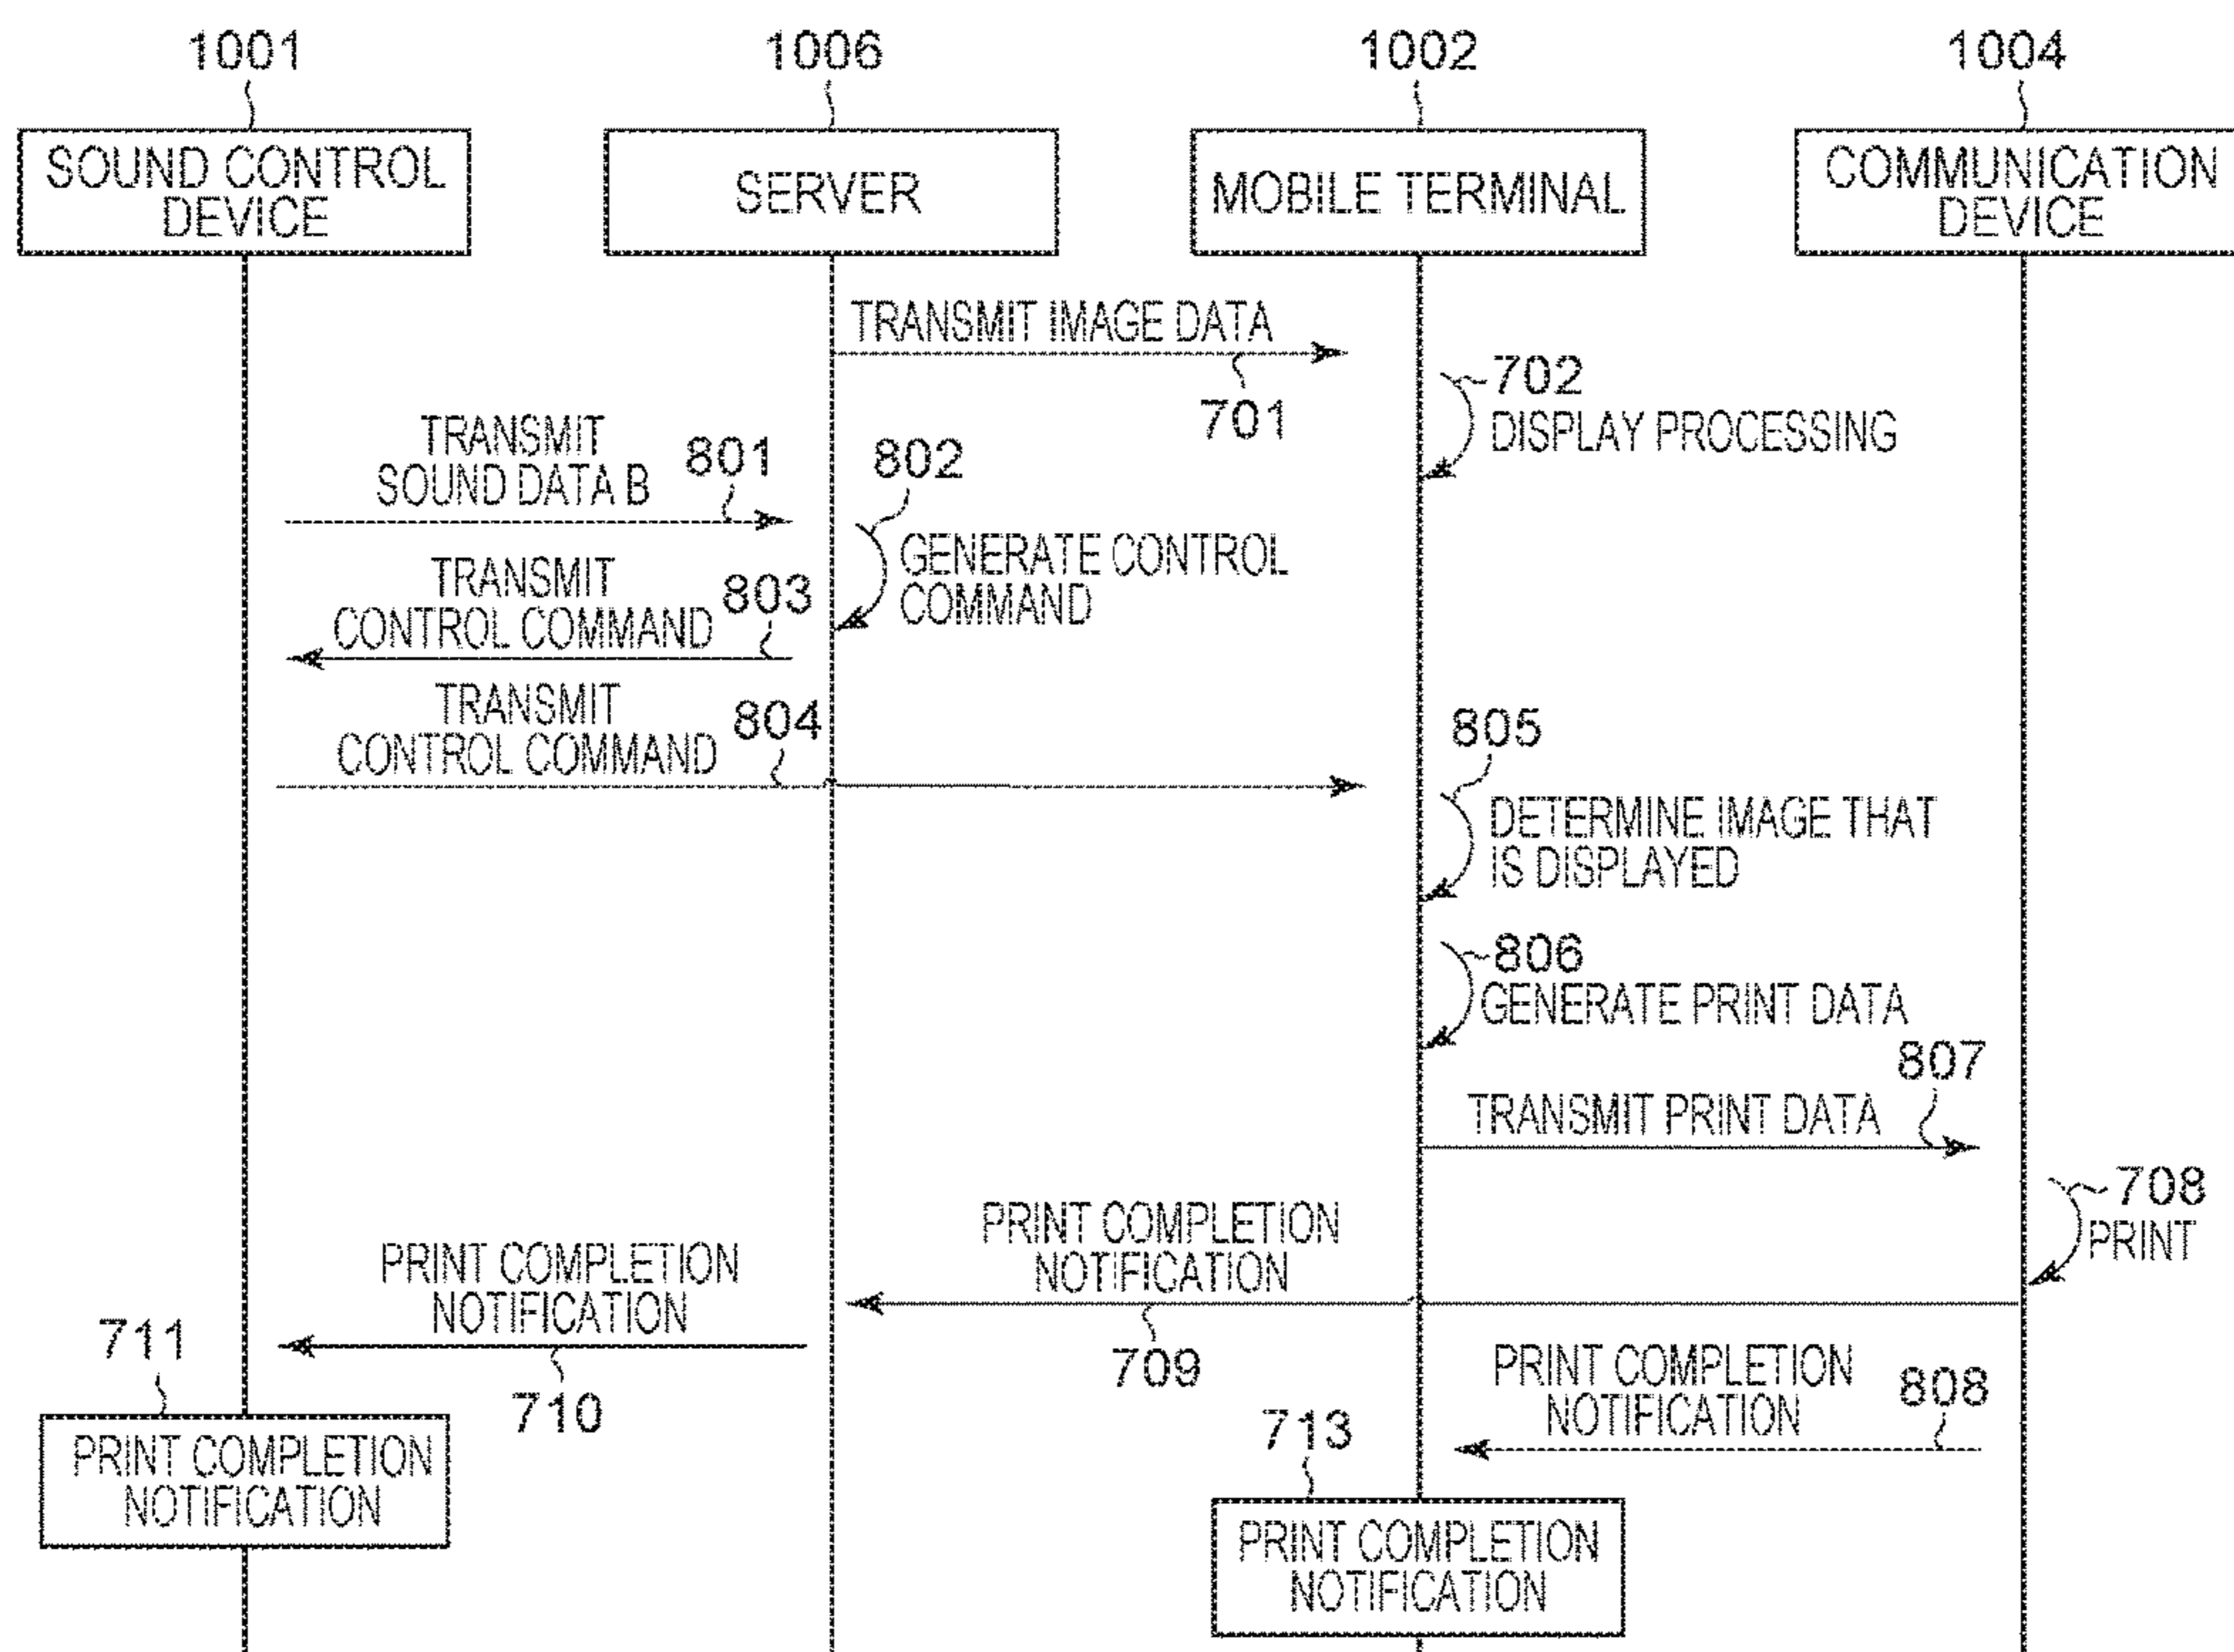 1001
1006
1002
1004
SOUND CONTROL
DEVICE
SERVER
MOBILE TERMINAL
COMMUNICATION
DEVICE
TRANSMIT IMAGE DATA
701
702
DISPLAY PROCESSING
TRANSMIT
SOUND DATA B
801
802
GENERATE CONTROL
COMMAND
TRANSMIT
CONTROL COMMAND
803
TRANSMIT
CONTROL COMMAND
804
805
DETERMINE IMAGE THAT
IS DISPLAYED
806
GENERATE PRINT DATA
807
TRANSMIT PRINT DATA
708
PRINT
PRINT COMPLETION
NOTIFICATION
709
PRINT COMPLETION
NOTIFICATION
710
711
PRINT COMPLETION
NOTIFICATION
PRINT COMPLETION
NOTIFICATION
808
713
PRINT COMPLETION
NOTIFICATION